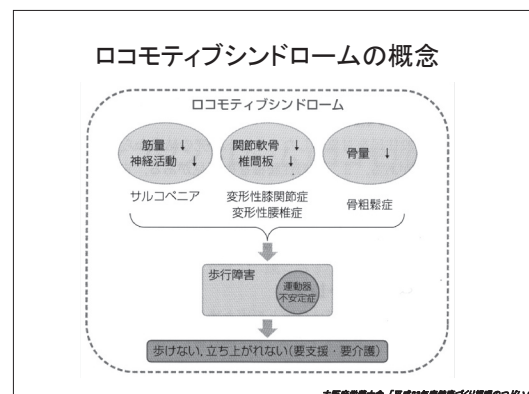 ロコモティブシンドロームの概念
ロコモティブシンドローム
筋量 ↓
神経活動 ↓
関節軟骨 ↓
椎間板 ↓
骨量 ↓
サルコペニア
変形性膝関節症
変形性腰椎症
骨粗鬆症
歩行障害
運動器
不安定症
歩けない,立ち上がれない(要支援・要介護)